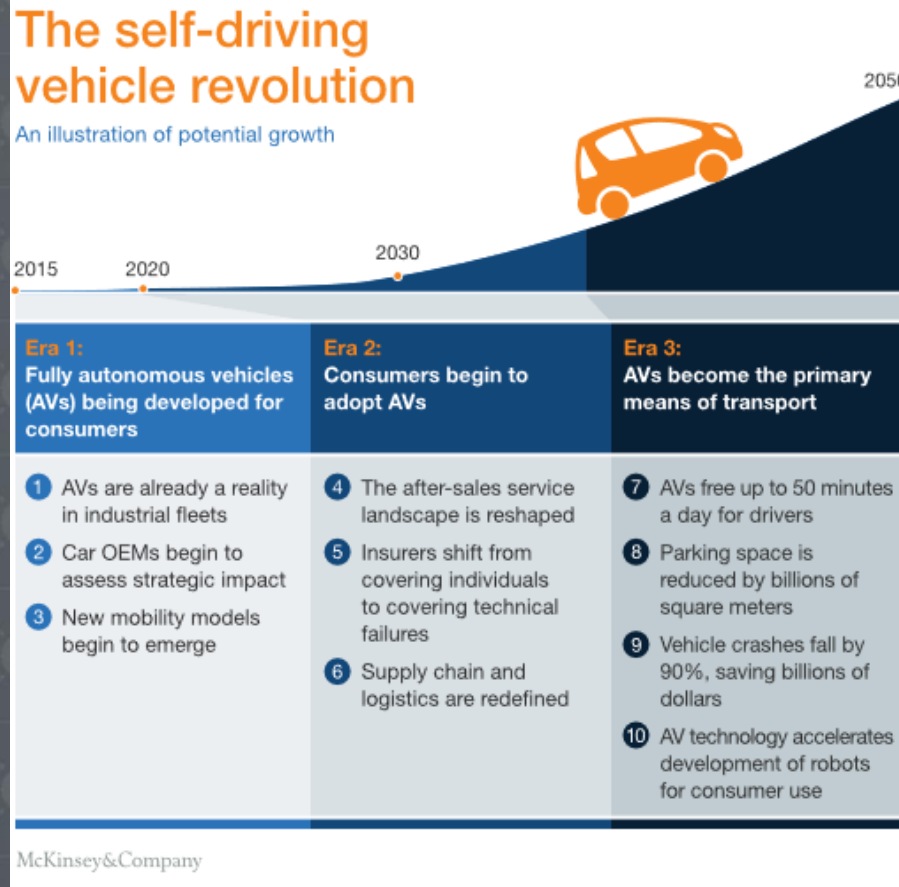 The self-driving
vehicle revolution
An illustration of potential growth
2050
2030
2015
2020
Era 1:
Fully autonomous vehicles
(AVs) being developed for
consumers
1 AVs are already a reality
in industrial fleets
2 Car OEMs begin to
assess strategic impact
3 New mobility models
begin to emerge
Era 2:
Consumers begin to
adopt AVs
4 The after-sales service
landscape is reshaped
5 Insurers shift from
covering individuals
to covering technical
failures
6 Supply chain and
logistics are redefined
Era 3:
AVs become the primary
means of transport
7 AVs free up to 50 minutes
a day for drivers
8 Parking space is
reduced by billions of
square meters
9 Vehicle crashes fall by
90%, saving billions of
dollars
10 AV technology accelerates
development of robots
for consumer use
McKinsey&Company